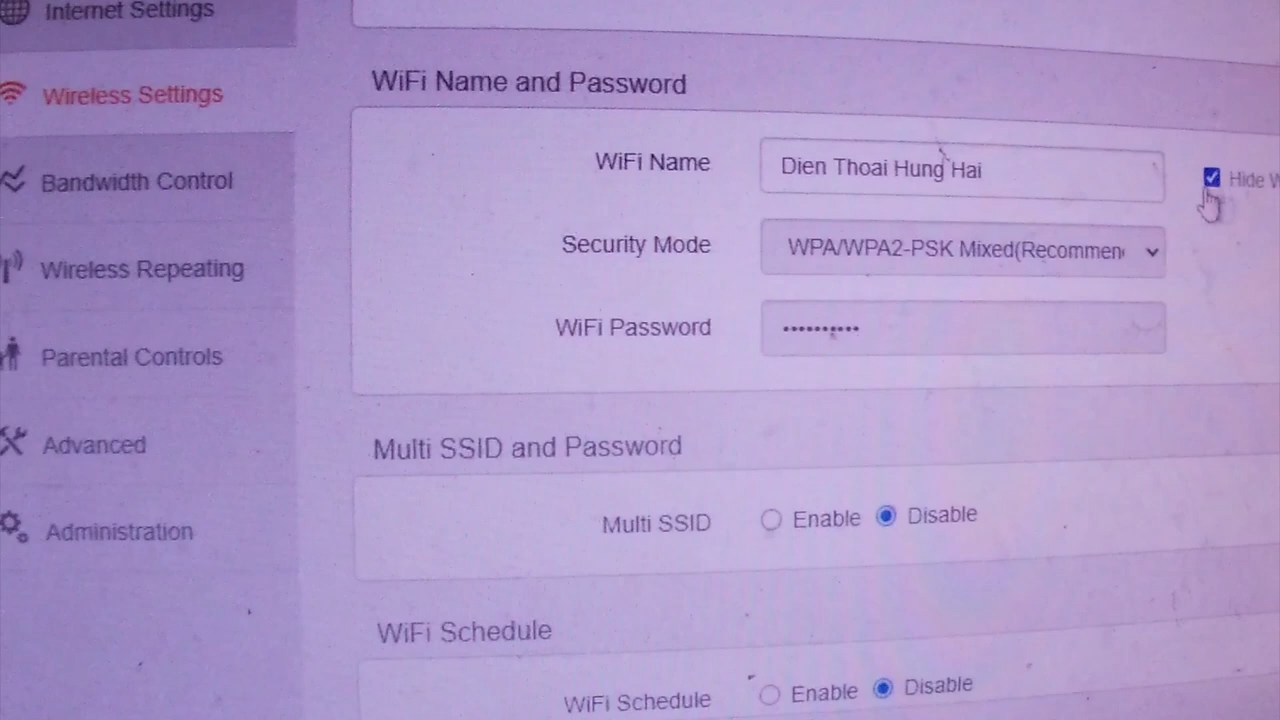 Internet Settings
Wireless Settings
Bandwidth Control
Wireless Repeating
Parental Controls
Advanced
Administration
WiFi Name and Password
WiFi Name
Dien Thoai Hung Hai
Hide
Security Mode
WPA/WPA2-PSK Mixed(Recommen
WiFi Password
••••••••••
Multi SSID and Password
Multi SSID
Enable
Disable
WiFi Schedule
WiFi Schedule
Enable
Disable